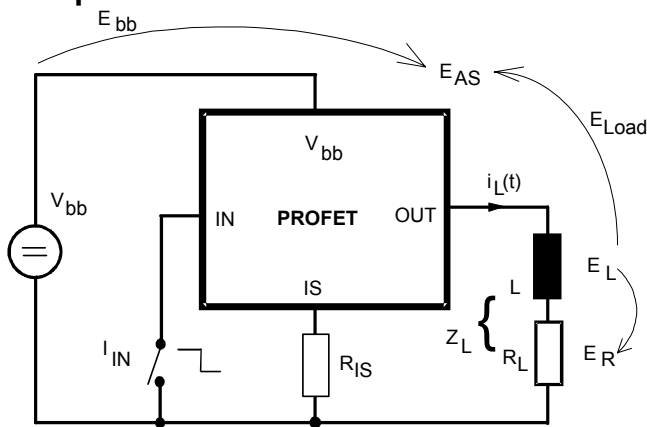 E bb
E AS
E Load
V bb
V bb
i L (t)
IN
PROFET
OUT
IS
L
E L
Z L
{
R L
E R
I IN
R IS